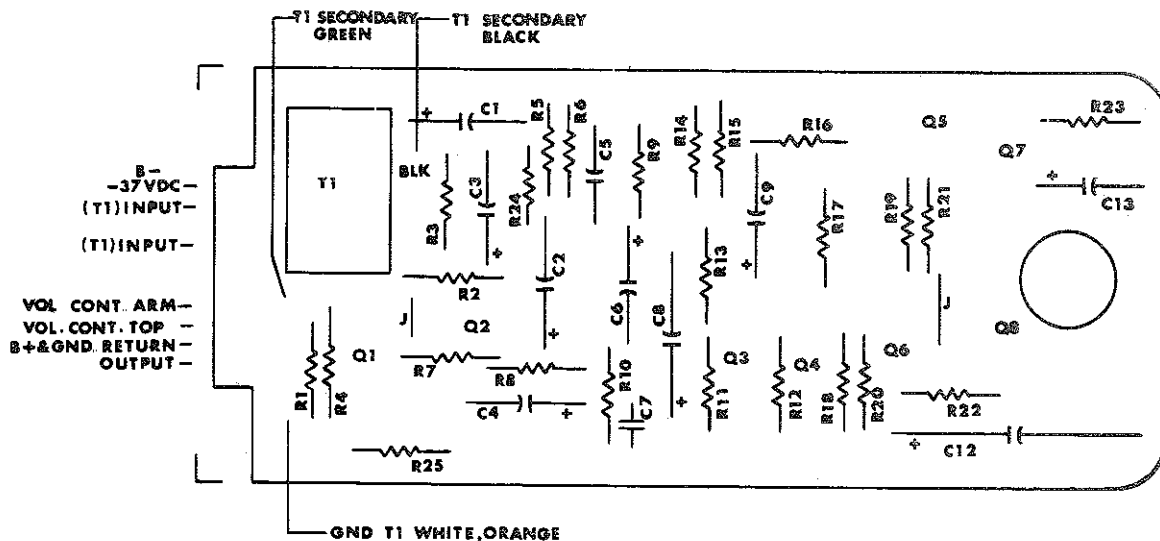 T1 SECONDARY
GREEN
T1 SECONDARY
BLACK
B-
-37VDC
(T1)INPUT
(T1)INPUT
VOL CONT. ARM
VOL. CONT. TOP
B+&GND RETURN
OUTPUT
T1
BLK
+
C1
R5
R6
C5
R9
R14
R15
R16
Q5
R23
Q7
R3
C3
+
R24
C2
+
C6
+
C8
+
R13
C9
+
R17
R19
R21
+
C13
R2
J
Q2
Q1
R7
R8
R1
R4
C4
+
R10
C7
Q3
R11
R12
Q4
R18
R20
Q6
J
Q8
R22
+
C12
R25
GND T1 WHITE,ORANGE